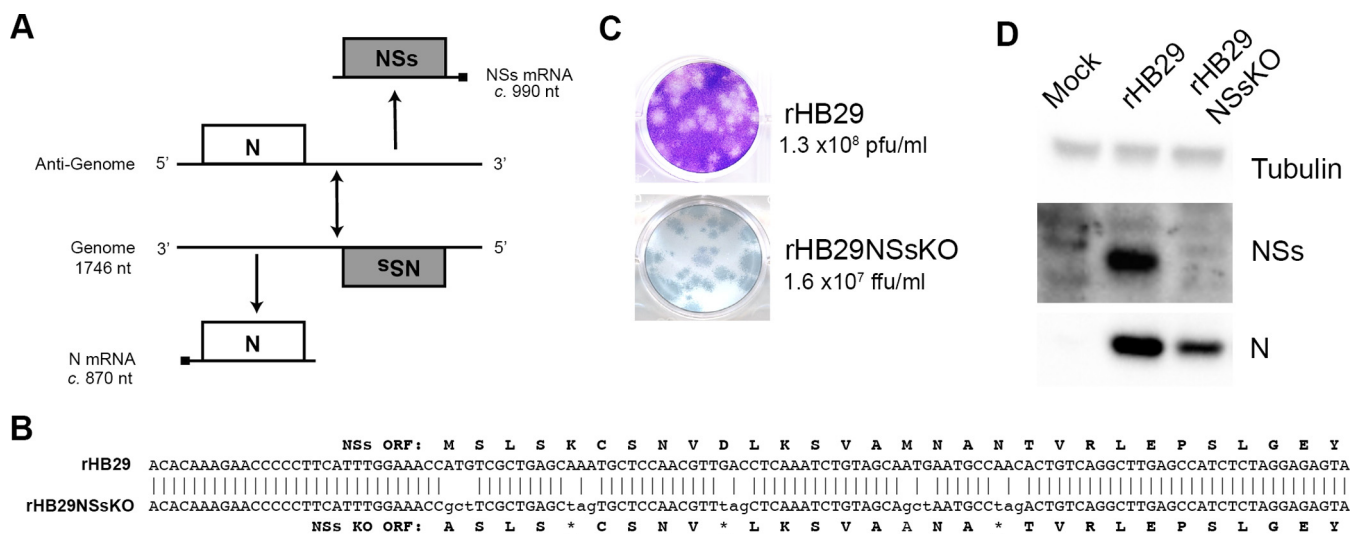 A
NSs
NSs mRNA
c. 990 nt
N
Anti-Genome 5’ 3’
Genome 3’ 5’
1746 nt
NSs
N
N mRNA
c. 870 nt
C
rHB29
1.3 x10⁸ pfu/ml
rHB29NSsKO
1.6 x10⁷ ffu/ml
D
Mock
rHB29
rHB29
NSsKO
Tubulin
NSs
N
B
NSs ORF: M S L S K C S N V D L K S V A M N A N T V R L E P S L G E Y
rHB29 ACACAAAGAACCCCCTTCATTTGGAAACCATGTCGCTGAGCAAATGCTCCAACGTTGACCTCAAATCTGTAGCAATGAATGCCAACACTGTCAGGCTTGAGCCATCTCTAGGAGAGTA
rHB29NSsKO ACACAAAGAACCCCCTTCATTTGGAAACCgctTCGCTGAGCtagTGCTCCAACGTTtagCTCAAATCTGTAGCAgctAATGCCtagACTGTCAGGCTTGAGCCATCTCTAGGAGAGTA
NSs KO ORF: A S L S * C S N V * L K S V A A N A * T V R L E P S L G E Y